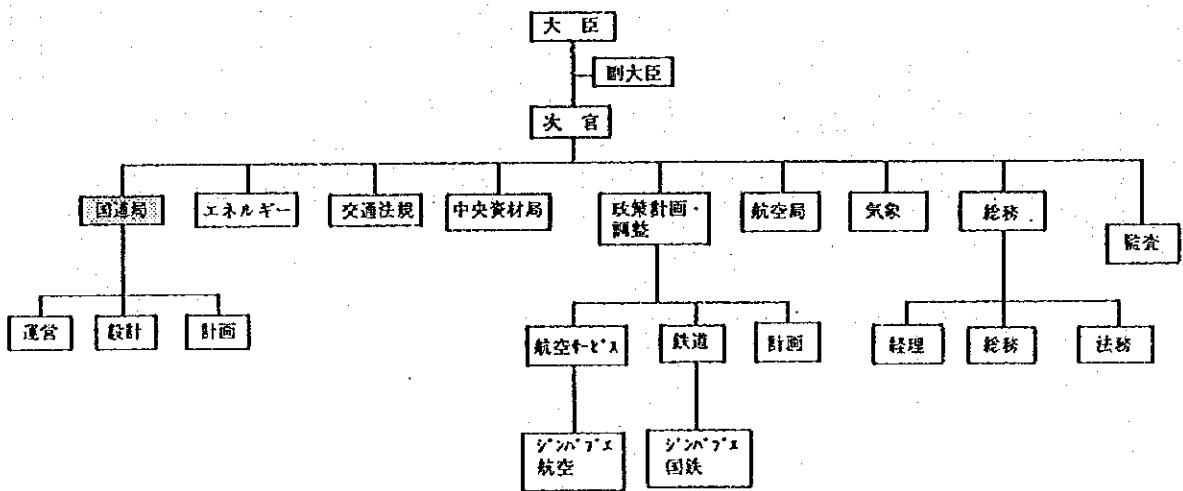 大臣
副大臣
次官
国道局
エネルギー
交通法規
中央資材局
政策計画・
調整
航空局
気象
総務
監査
運営
設計
計画
航空サービス
鉄道
計画
経理
総務
法務
ジンバブエ
航空
ジンバブエ
国鉄